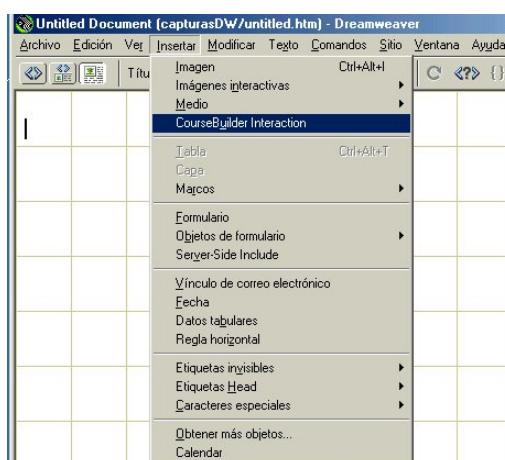 Untitled Document (capturasDW/untitled.htm) - Dreamweaver
Archivo Edición Ver Insertar Modificar Texto Comandos Sitio Ventana Ayuda
Títu
Imagen Ctrl+Alt+I
Imágenes interactivas
Medio
CourseBuilder Interaction
Tabla Ctrl+Alt+T
Capa
Marcos
Formulario
Objetos de formulario
Server-Side Include
Vínculo de correo electrónico
Fecha
Datos tabulares
Regla horizontal
Etiquetas invisibles
Etiquetas Head
Caracteres especiales
Obtener más objetos...
Calendar